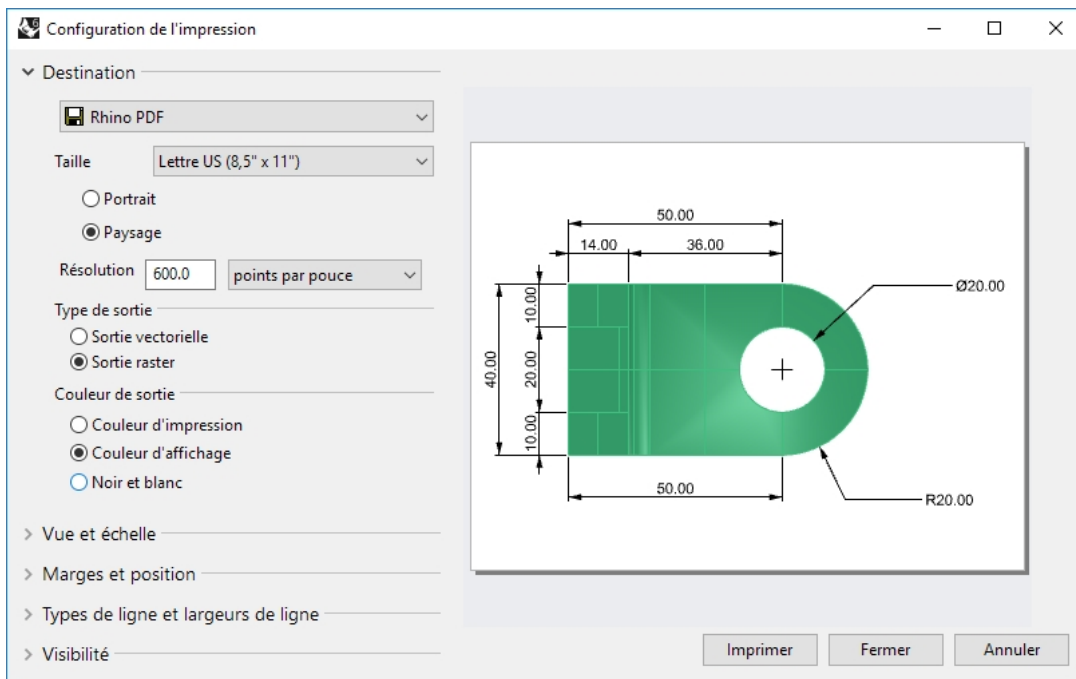 Configuration de l'impression
Destination
Rhino PDF
Taille Lettre US (8,5" x 11")
Portrait
Paysage
Résolution 600.0 points par pouce
Type de sortie
Sortie vectorielle
Sortie raster
Couleur de sortie
Couleur d'impression
Couleur d'affichage
Noir et blanc
Vue et échelle
Marges et position
Types de ligne et largeurs de ligne
Visibilité
50.00
14.00 36.00
Ø20.00
10.00
40.00 20.00
10.00
50.00
R20.00
Imprimer Fermer Annuler